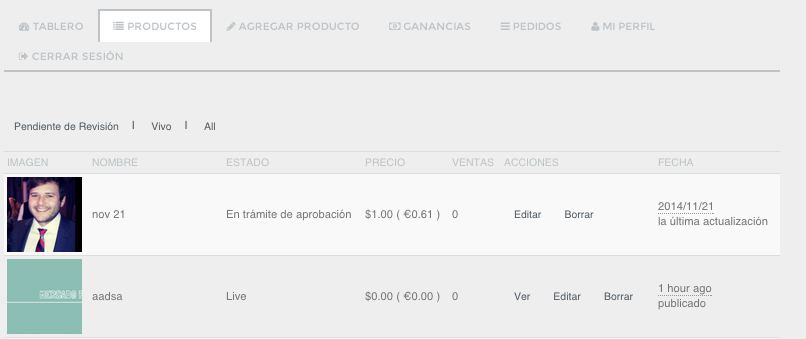 TABLERO PRODUCTOS AGREGAR PRODUCTO GANANCIAS PEDIDOS MI PERFIL
CERRAR SESIÓN
Pendiente de Revisión | Vivo | All
IMAGEN NOMBRE ESTADO PRECIO VENTAS ACCIONES FECHA
nov 21 En trámite de aprobación $1.00 ( €0.61 ) 0 Editar Borrar 2014/11/21
la última actualización
aadsa Live $0.00 ( €0.00 ) 0 Ver Editar Borrar 1 hour ago
publicado